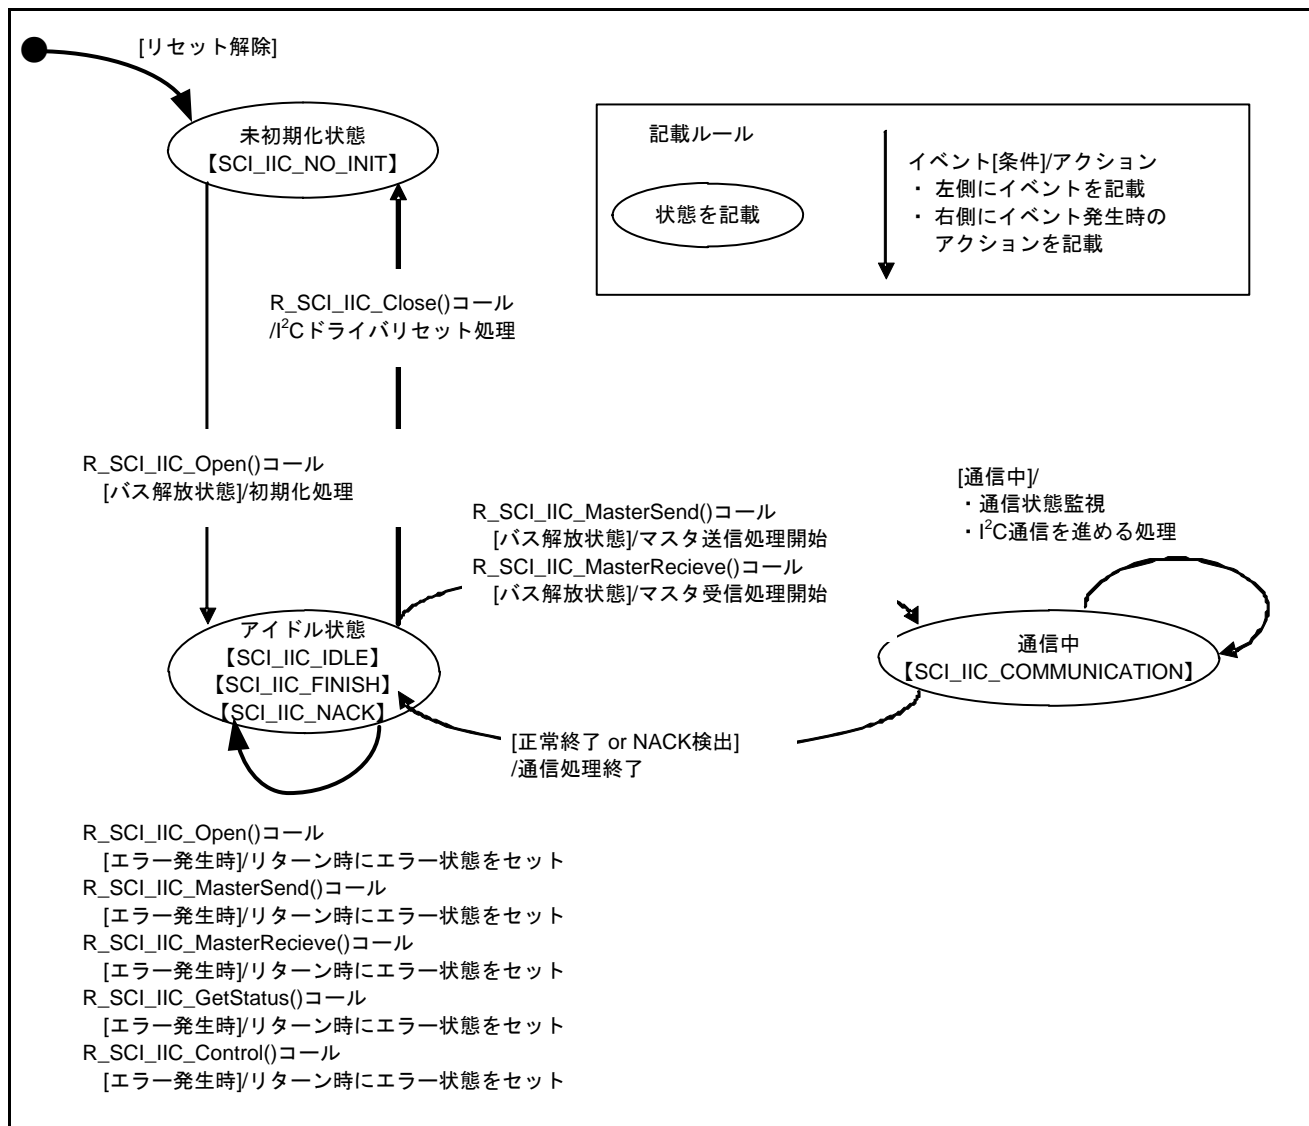 [リセット解除]
未初期化状態
【SCI_IIC_NO_INIT】
記載ルール
状態を記載
イベント[条件]/アクション
・ 左側にイベントを記載
・ 右側にイベント発生時の
アクションを記載
R_SCI_IIC_Close()コール
/I²Cドライバリセット処理
R_SCI_IIC_Open()コール
[バス解放状態]/初期化処理
R_SCI_IIC_MasterSend()コール
[バス解放状態]/マスタ送信処理開始
R_SCI_IIC_MasterRecieve()コール
[バス解放状態]/マスタ受信処理開始
[通信中]/
・通信状態監視
・I²C通信を進める処理
アイドル状態
【SCI_IIC_IDLE】
【SCI_IIC_FINISH】
【SCI_IIC_NACK】
通信中
【SCI_IIC_COMMUNICATION】
[正常終了 or NACK検出]
/通信処理終了
R_SCI_IIC_Open()コール
[エラー発生時]/リターン時にエラー状態をセット
R_SCI_IIC_MasterSend()コール
[エラー発生時]/リターン時にエラー状態をセット
R_SCI_IIC_MasterRecieve()コール
[エラー発生時]/リターン時にエラー状態をセット
R_SCI_IIC_GetStatus()コール
[エラー発生時]/リターン時にエラー状態をセット
R_SCI_IIC_Control()コール
[エラー発生時]/リターン時にエラー状態をセット